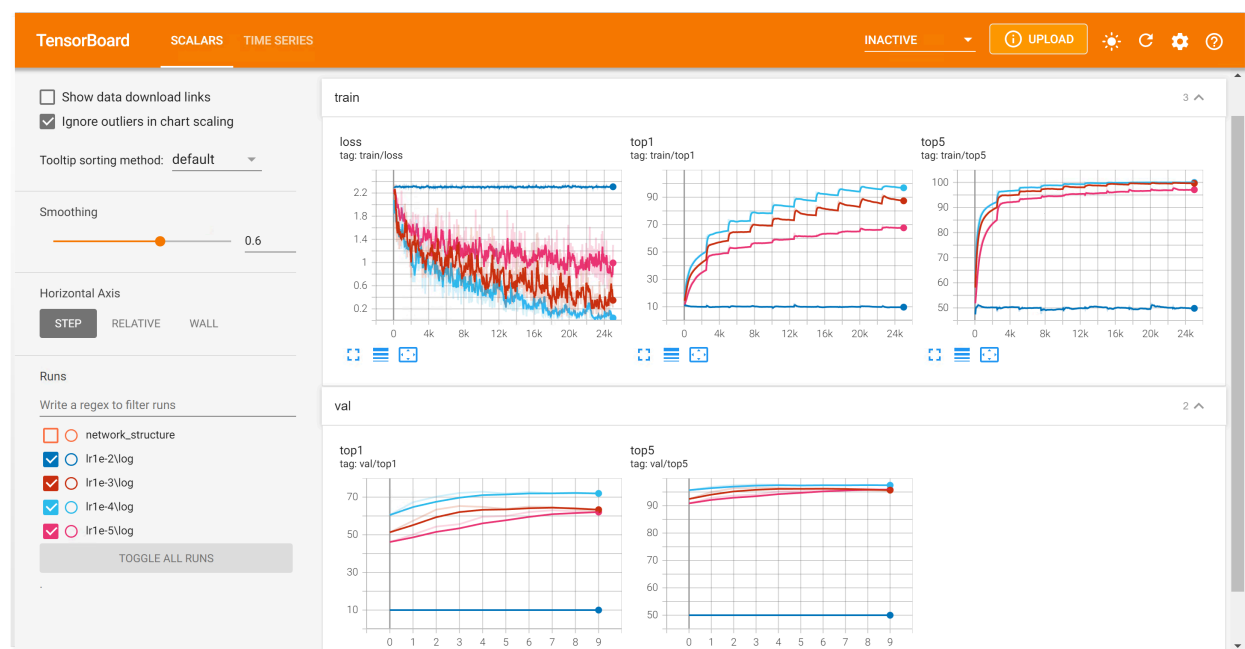 TensorBoard SCALARS TIME SERIES INACTIVE UPLOAD
Show data download links
Ignore outliers in chart scaling
Tooltip sorting method: default
Smoothing
0.6
Horizontal Axis
STEP RELATIVE WALL
Runs
Write a regex to filter runs
network_structure
lr1e-2\log
lr1e-3\log
lr1e-4\log
lr1e-5\log
TOGGLE ALL RUNS
train 3
loss
tag: train/loss
2.2
1.8
1.4
1
0.6
0.2
0 4k 8k 12k 16k 20k 24k
top1
tag: train/top1
90
70
50
30
10
0 4k 8k 12k 16k 20k 24k
top5
tag: train/top5
100
90
80
70
60
50
0 4k 8k 12k 16k 20k 24k
val 2
top1
tag: val/top1
70
50
30
10
0 1 2 3 4 5 6 7 8 9
top5
tag: val/top5
90
80
70
60
50
0 1 2 3 4 5 6 7 8 9